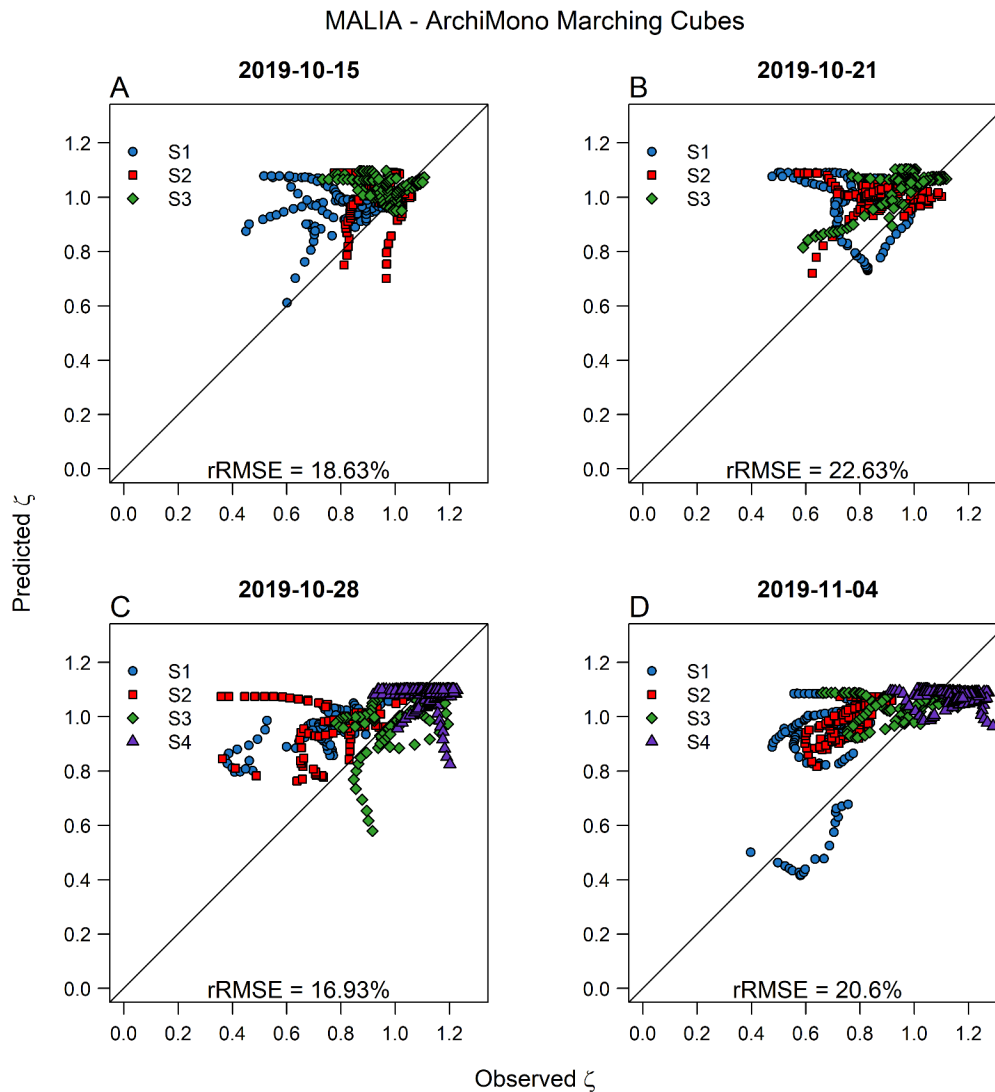 MALIA - ArchiMono Marching Cubes
A
2019-10-15
S1
S2
S3
1.2
1.0
0.8
0.6
0.4
0.2
0.0
rRMSE = 18.63%
0.0 0.2 0.4 0.6 0.8 1.0 1.2
B
2019-10-21
S1
S2
S3
1.2
1.0
0.8
0.6
0.4
0.2
0.0
rRMSE = 22.63%
0.0 0.2 0.4 0.6 0.8 1.0 1.2
Predicted ζ
C
2019-10-28
S1
S2
S3
S4
1.2
1.0
0.8
0.6
0.4
0.2
0.0
rRMSE = 16.93%
0.0 0.2 0.4 0.6 0.8 1.0 1.2
D
2019-11-04
S1
S2
S3
S4
1.2
1.0
0.8
0.6
0.4
0.2
0.0
rRMSE = 20.6%
0.0 0.2 0.4 0.6 0.8 1.0 1.2
Observed ζ